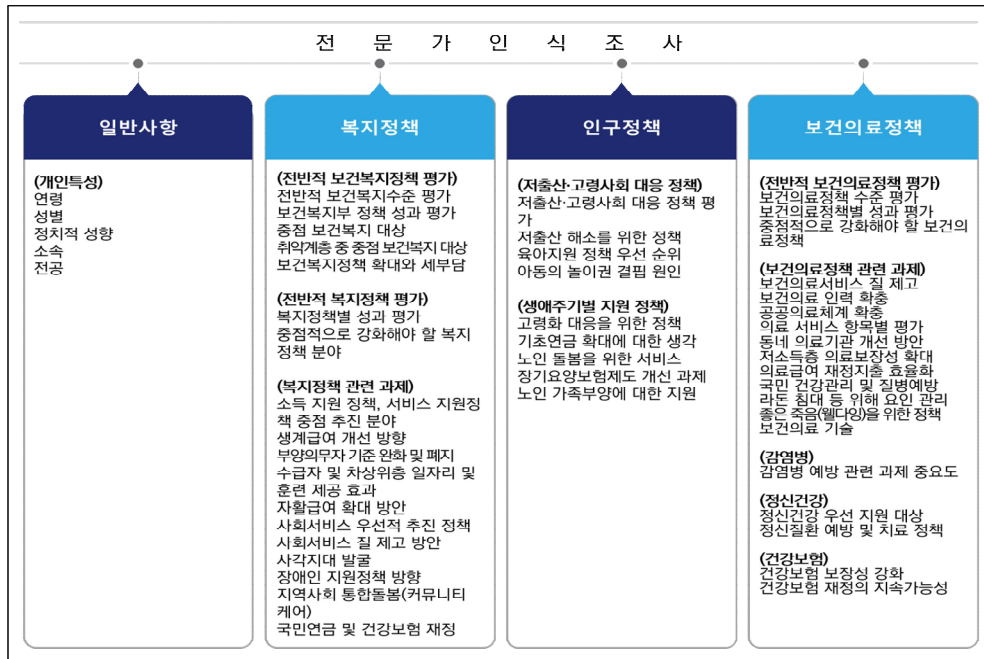 전 문 가 인 식 조 사
일반사항
(개인특성)
연령
성별
정치적 성향
소속
전공
복지정책
(전반적 보건복지정책 평가)
전반적 보건복지수준 평가
보건복지부 정책 성과 평가
중점 보건복지 대상
취약계층 중 중점 보건복지 대상
보건복지정책 확대와 세부담
(전반적 복지정책 평가)
복지정책별 성과 평가
중점적으로 강화해야 할 복지
정책 분야
(복지정책 관련 과제)
소득 지원 정책, 서비스 지원정
책 중점 추진 분야
생계급여 개선 방향
부양의무자 기준 완화 및 폐지
수급자 및 차상위층 일자리 및
훈련 제공 효과
자활급여 확대 방안
사회서비스 우선적 추진 정책
사회서비스 질 제고 방안
사각지대 발굴
장애인 지원정책 방향
지역사회 통합돌봄(커뮤니티
케어)
국민연금 및 건강보험 재정
인구정책
(저출산·고령사회 대응 정책)
저출산·고령사회 대응 정책 평
가
저출산 해소를 위한 정책
육아지원 정책 우선 순위
아동의 놀이권 결핍 원인
(생애주기별 지원 정책)
고령화 대응을 위한 정책
기초연금 확대에 대한 생각
노인 돌봄을 위한 서비스
장기요양보험제도 개선 과제
노인 가족부양에 대한 지원
보건의료정책
(전반적 보건의료정책 평가)
보건의료정책 수준 평가
보건의료정책별 성과 평가
중점적으로 강화해야 할 보건의
료정책
(보건의료정책 관련 과제)
보건의료서비스 질 제고
보건의료 인력 확충
공공의료체계 확충
의료 서비스 항목별 평가
동네 의료기관 개선 방안
저소득층 의료보장성 확대
의료급여 재정지출 효율화
국민 건강관리 및 질병예방
라돈 침대 등 위해 요인 관리
좋은 죽음(웰다잉)을 위한 정책
보건의료 기술
(감염병)
감염병 예방 관련 과제 중요도
(정신건강)
정신건강 우선 지원 대상
정신질환 예방 및 치료 정책
(건강보험)
건강보험 보장성 강화
건강보험 재정의 지속가능성